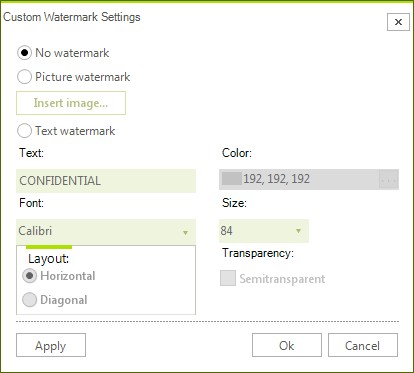 Custom Watermark Settings
No watermark
Picture watermark
Insert image...
Text watermark
Text:
Color:
CONFIDENTIAL
192, 192, 192
...
Font:
Size:
Calibri
84
Layout:
Transparency:
Horizontal
Semitransparent
Diagonal
Apply
Ok
Cancel